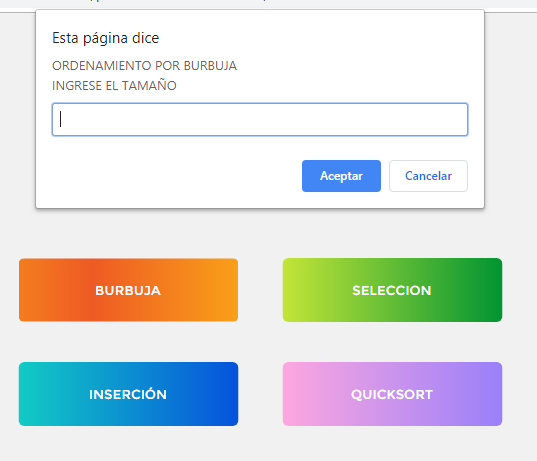 Esta página dice
ORDENAMIENTO POR BURBUJA
INGRESE EL TAMAÑO
Aceptar
Cancelar
BURBUJA
SELECCION
INSERCIÓN
QUICKSORT